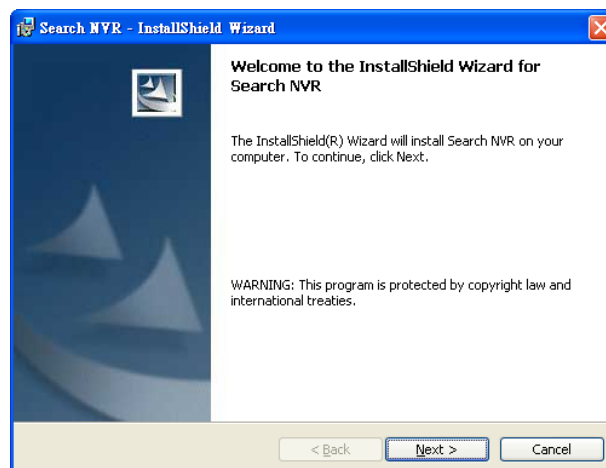 Search NVR - InstallShield Wizard
Welcome to the InstallShield Wizard for
Search NVR
The InstallShield(R) Wizard will install Search NVR on your
computer. To continue, click Next.
WARNING: This program is protected by copyright law and
international treaties.
< Back Next > Cancel